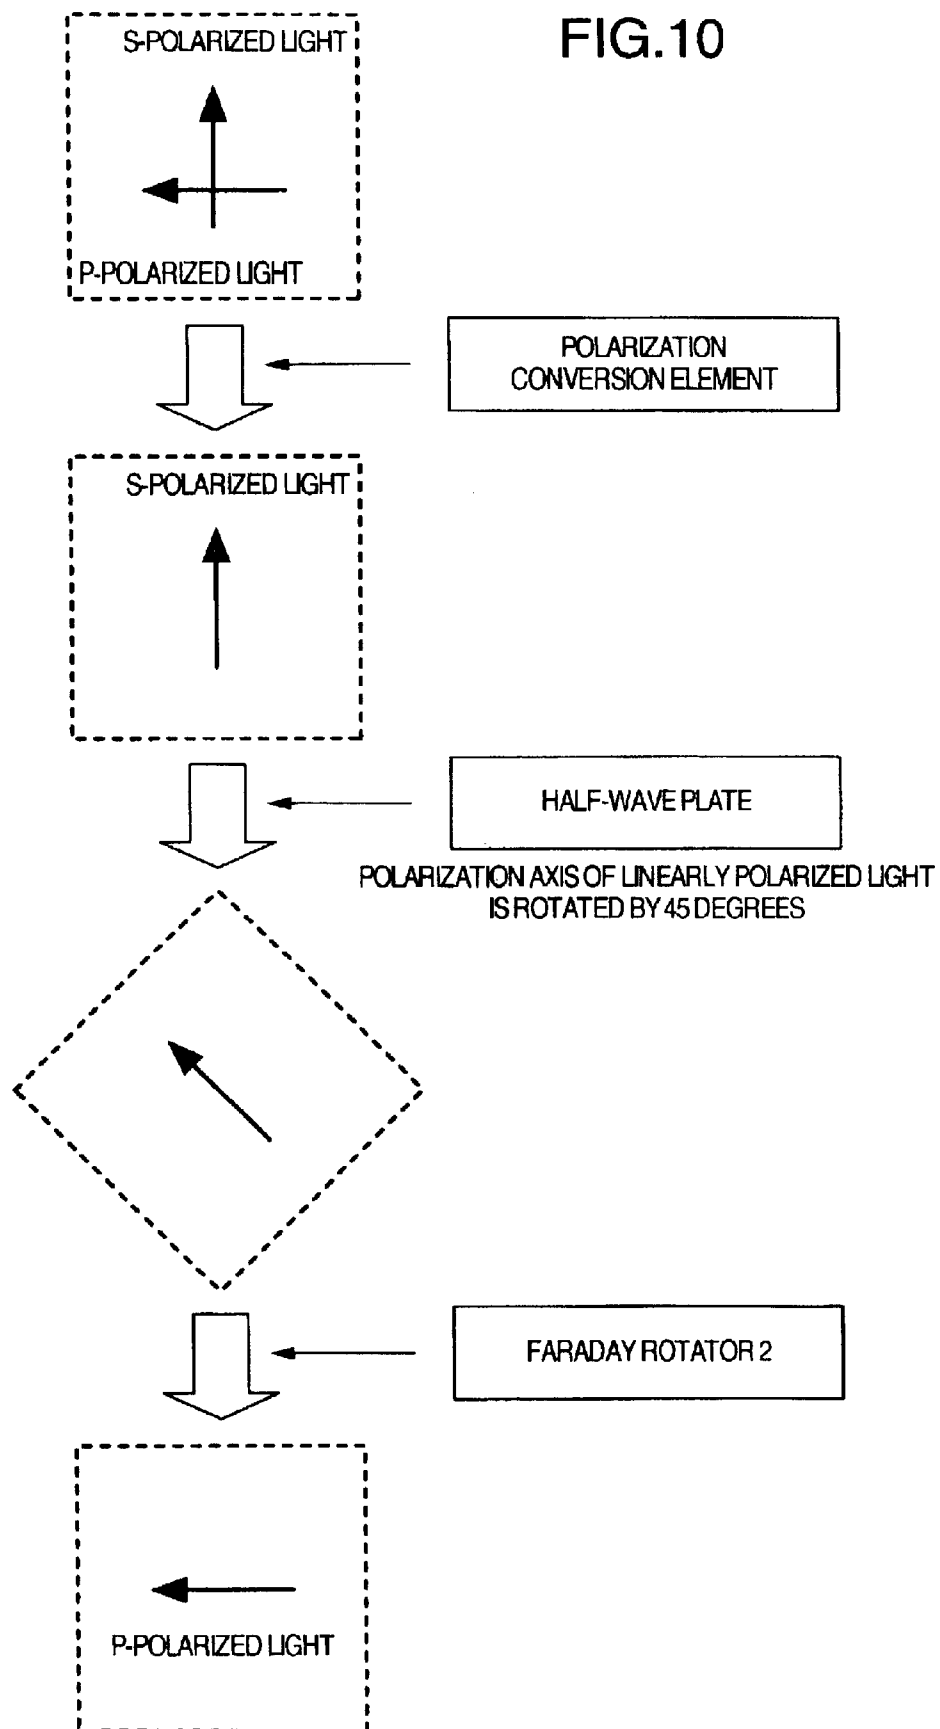 FIG.10
S-POLARIZED LIGHT
P-POLARIZED LIGHT
POLARIZATION
CONVERSION ELEMENT
S-POLARIZED LIGHT
HALF-WAVE PLATE
POLARIZATION AXIS OF LINEARLY POLARIZED LIGHT
IS ROTATED BY 45 DEGREES
FARADAY ROTATOR 2
P-POLARIZED LIGHT